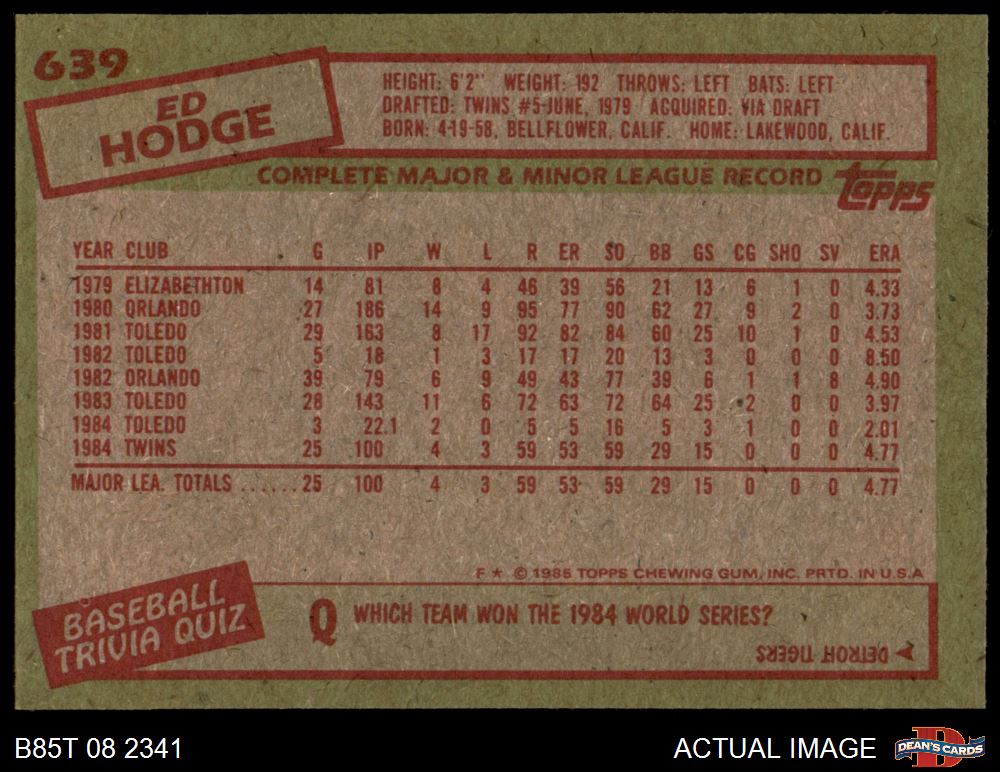 639
ED
HODGE
HEIGHT: 6'2" WEIGHT: 192 THROWS: LEFT BATS: LEFT
DRAFTED: TWINS #5-JUNE, 1979 ACQUIRED: VIA DRAFT
BORN: 4-19-58, BELLFLOWER, CALIF. HOME: LAKEWOOD, CALIF.
COMPLETE MAJOR & MINOR LEAGUE RECORD
topps
YEAR CLUB G IP W L R ER SO BB GS CG SHO SV ERA
1979 ELIZABETHTON 14 81 8 4 46 39 56 21 13 6 1 0 4.33
1980 ORLANDO 27 186 14 9 95 77 90 62 27 9 2 0 3.73
1981 TOLEDO 29 163 8 17 92 82 84 60 25 10 1 0 4.53
1982 TOLEDO 5 18 1 3 17 17 20 13 3 0 0 0 8.50
1982 ORLANDO 39 79 6 9 49 43 77 39 6 1 1 8 4.90
1983 TOLEDO 28 143 11 6 72 63 72 64 25 2 0 0 3.97
1984 TOLEDO 3 22.1 2 0 5 5 16 5 3 1 0 0 2.01
1984 TWINS 25 100 4 3 59 53 59 29 15 0 0 0 4.77
MAJOR LEA. TOTALS ...... 25 100 4 3 59 53 59 29 15 0 0 0 4.77
F ★ © 1985 TOPPS CHEWING GUM, INC. PRTD. IN U.S.A
BASEBALL
TRIVIA QUIZ
Q WHICH TEAM WON THE 1984 WORLD SERIES?
DETROIT TIGERS
B85T 08 2341
ACTUAL IMAGE
D
DEAN'S CARDS